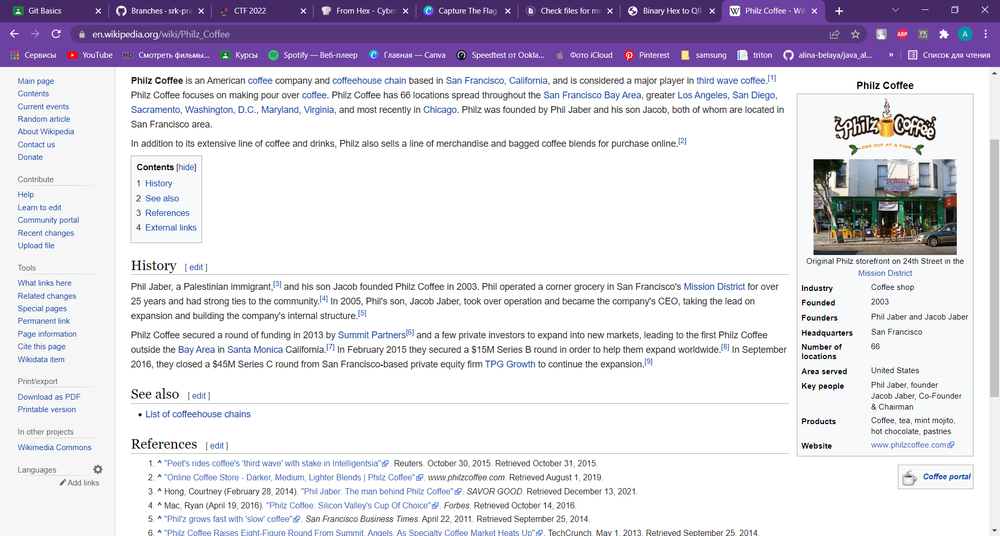 Git Basics
Branches · srk-pra
CTF 2022
From Hex - Cyber
Capture The Flag
Check files for me
Binary Hex to QR
Philz Coffee - Wik
en.wikipedia.org/wiki/Philz_Coffee
ABP
VK
FLEX
A
Сервисы
YouTube
HD Смотреть фильмы...
Курсы
Spotify — Веб-плеер
Главная — Canva
Speedtest от Ookla...
Фото iCloud
Pinterest
samsung
triton
alina-belaya/java_al...
»
Список для чтения
Main page
Contents
Current events
Random article
About Wikipedia
Contact us
Donate
Contribute
Help
Learn to edit
Community portal
Recent changes
Upload file
Tools
What links here
Related changes
Special pages
Permanent link
Page information
Cite this page
Wikidata item
Print/export
Download as PDF
Printable version
In other projects
Wikimedia Commons
Languages
Add links
Philz Coffee is an American coffee company and coffeehouse chain based in San Francisco, California, and is considered a major player in third wave coffee.[1]
Philz Coffee focuses on making pour over coffee. Philz Coffee has 66 locations spread throughout the San Francisco Bay Area, greater Los Angeles, San Diego,
Sacramento, Washington, D.C., Maryland, Virginia, and most recently in Chicago. Philz was founded by Phil Jaber and his son Jacob, both of whom are located in
San Francisco area.
In addition to its extensive line of coffee and drinks, Philz also sells a line of merchandise and bagged coffee blends for purchase online.[2]
Contents [hide]
1 History
2 See also
3 References
4 External links
History [ edit ]
Phil Jaber, a Palestinian immigrant,[3] and his son Jacob founded Philz Coffee in 2003. Phil operated a corner grocery in San Francisco's Mission District for over
25 years and had strong ties to the community.[4] In 2005, Phil's son, Jacob Jaber, took over operation and became the company's CEO, taking the lead on
expansion and building the company's internal structure.[5]
Philz Coffee secured a round of funding in 2013 by Summit Partners[6] and a few private investors to expand into new markets, leading to the first Philz Coffee
outside the Bay Area in Santa Monica California.[7] In February 2015 they secured a $15M Series B round in order to help them expand worldwide.[8] In September
2016, they closed a $45M Series C round from San Francisco-based private equity firm TPG Growth to continue the expansion.[9]
See also [ edit ]
• List of coffeehouse chains
References [ edit ]
1. ^ "Peet's rides coffee's 'third wave' with stake in Intelligentsia". Reuters. October 30, 2015. Retrieved October 31, 2015.
2. ^ "Online Coffee Store - Darker, Medium, Lighter Blends | Philz Coffee". www.philzcoffee.com. Retrieved August 1, 2019.
3. ^ Hong, Courtney (February 28, 2014). "Phil Jaber: The man behind Philz Coffee". SAVOR GOOD. Retrieved December 13, 2021.
4. ^ Mac, Ryan (April 19, 2016). "Philz Coffee: Silicon Valley's Cup Of Choice". Forbes. Retrieved October 14, 2016.
5. ^ "Phil'z grows fast with 'slow' coffee". San Francisco Business Times. April 22, 2011. Retrieved September 25, 2014.
6. ^ "Philz Coffee Raises Eight-Figure Round From Summit, Angels, As Specialty Coffee Market Heats Up". TechCrunch. May 1, 2013. Retrieved September 25, 2014.
Philz Coffee
Philz Coffee
ONE CUP AT A TIME
PLUMBING
Original Philz storefront on 24th Street in the
Mission District
Industry Coffee shop
Founded 2003
Founders Phil Jaber and Jacob Jaber
Headquarters San Francisco
Number of 66
locations
Area served United States
Key people Phil Jaber, founder
Jacob Jaber, Co-Founder
& Chairman
Products Coffee, tea, mint mojito,
hot chocolate, pastries
Website www.philzcoffee.com
Coffee portal